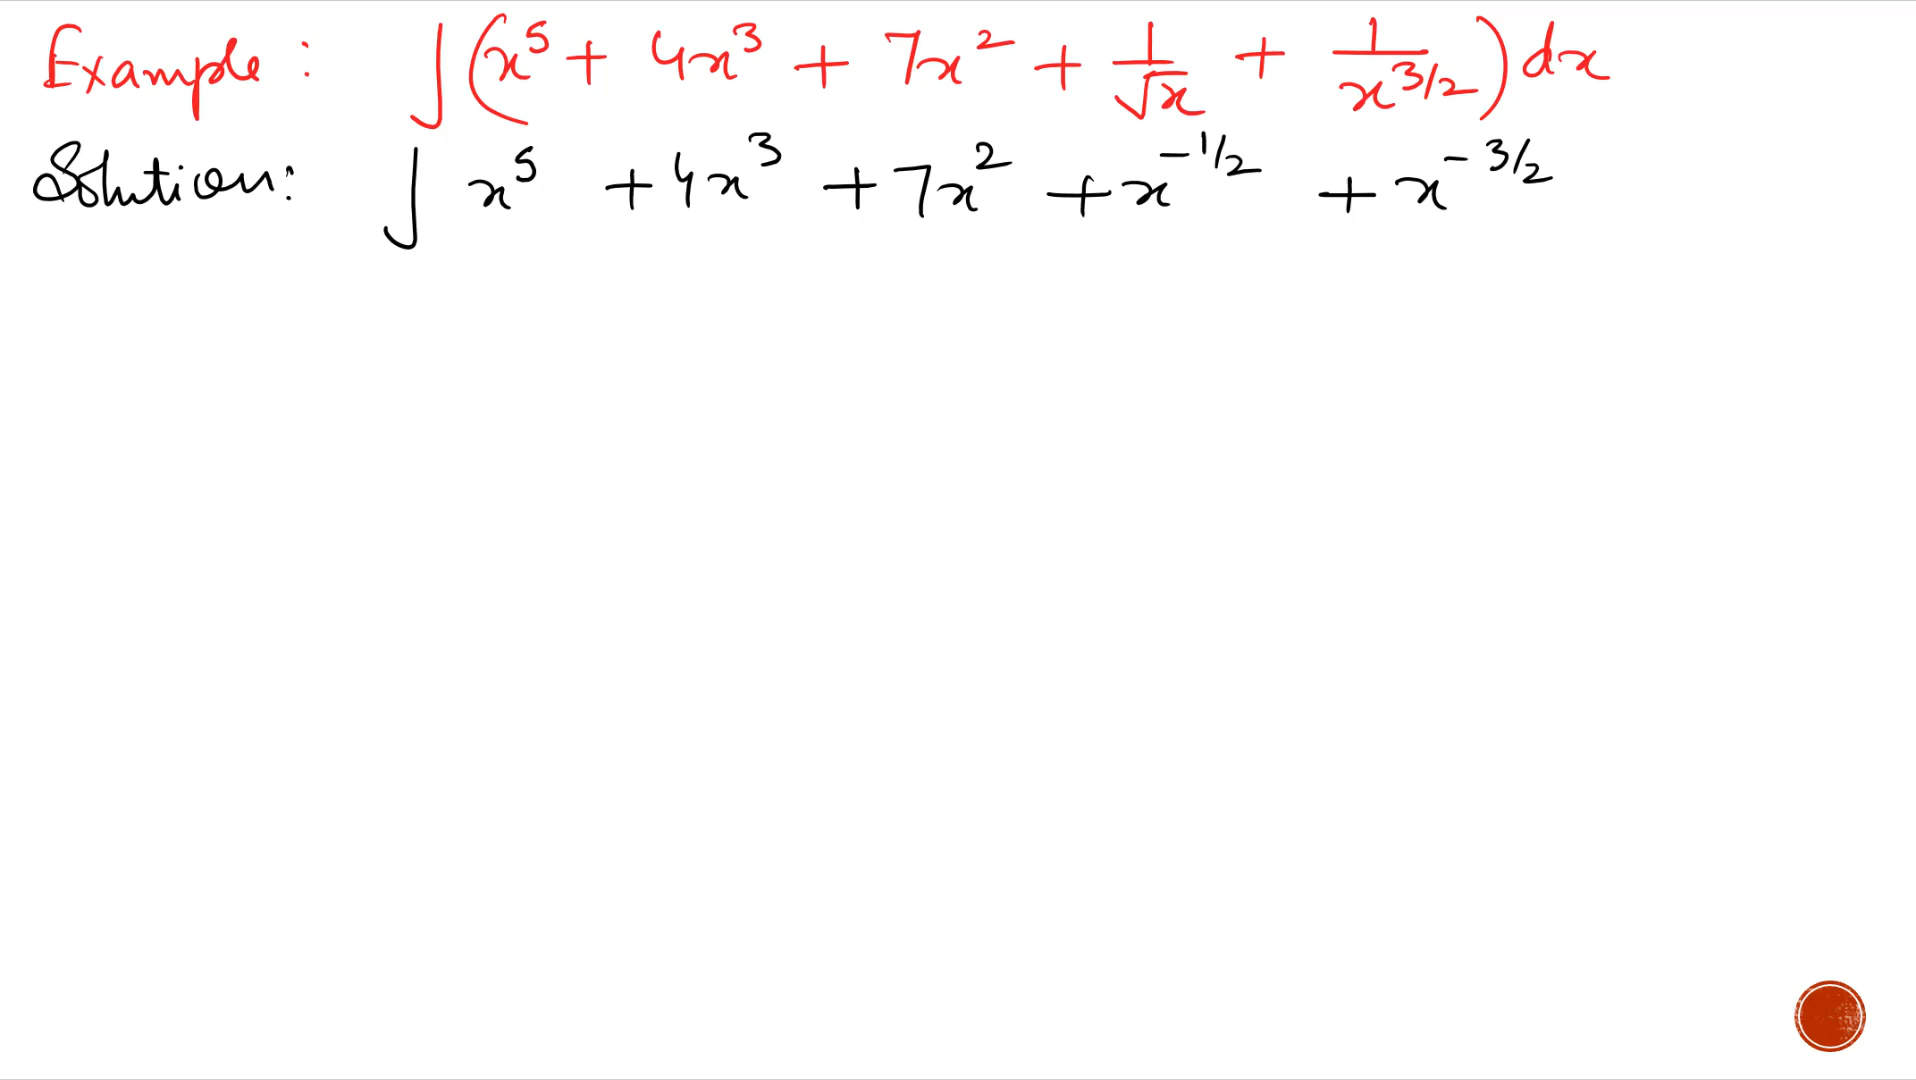 Example : ∫(x⁵ + 4x³ + 7x² + 1/√x + 1/x^(3/2)) dx
Solution: ∫ x⁵ + 4x³ + 7x² + x^(-1/2) + x^(-3/2)